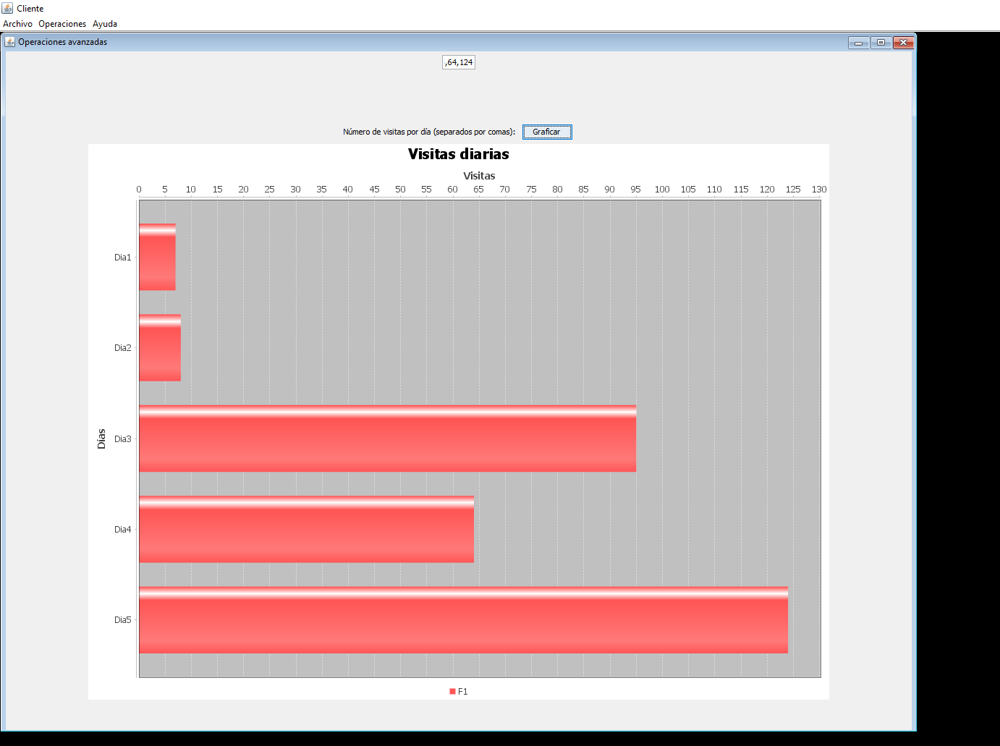 Cliente
Archivo Operaciones Ayuda
Operaciones avanzadas
,64,124
Número de visitas por día (separados por comas): Graficar
Visitas diarias
Visitas
0 5 10 15 20 25 30 35 40 45 50 55 60 65 70 75 80 85 90 95 100 105 110 115 120 125 130
Dia1
Dia2
Días
Dia3
Dia4
Dia5
F1